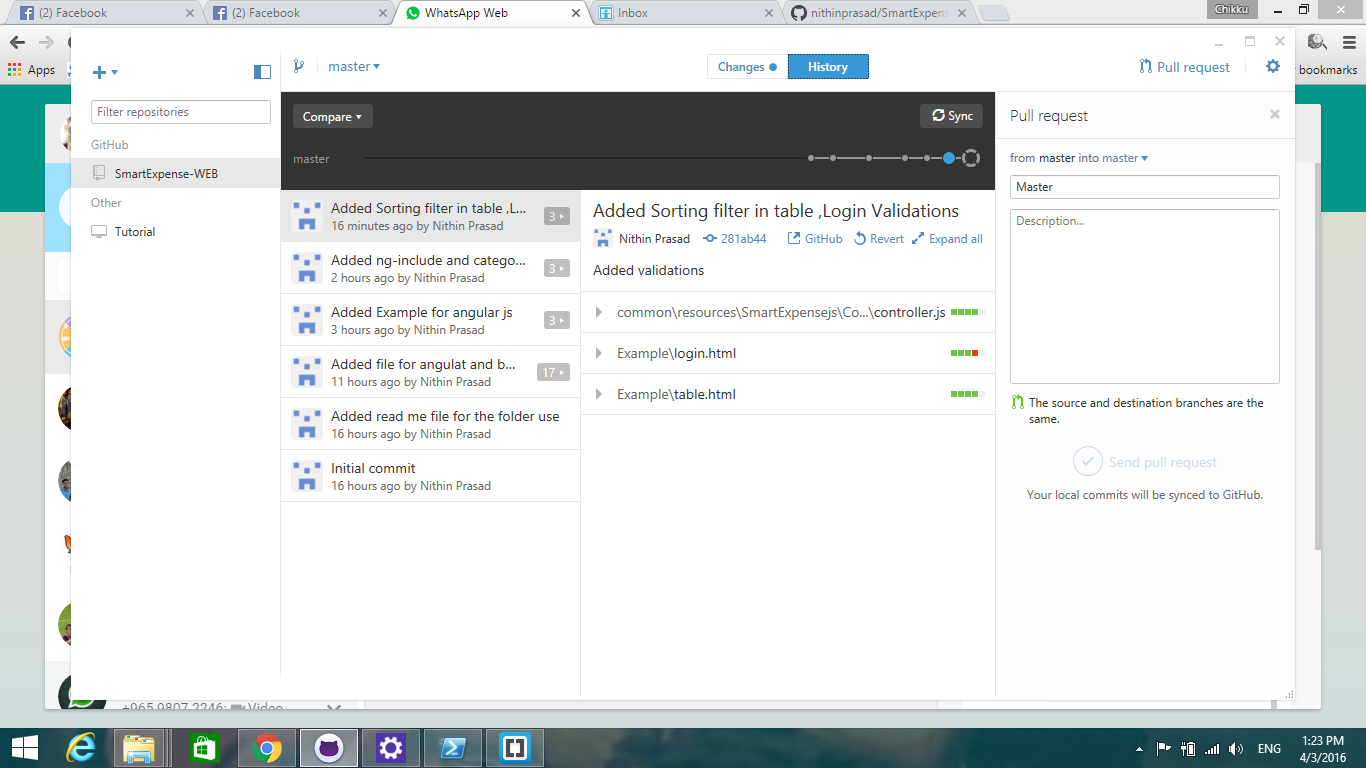 (2) Facebook
(2) Facebook
WhatsApp Web
Inbox
nithinprasad/SmartExpens
Chikku
Apps
bookmarks
master
Changes
History
Pull request
Filter repositories
GitHub
SmartExpense-WEB
Other
Tutorial
Compare
Sync
master
Added Sorting filter in table ,L...
16 minutes ago by Nithin Prasad
3
Added ng-include and catego...
2 hours ago by Nithin Prasad
3
Added Example for angular js
3 hours ago by Nithin Prasad
3
Added file for angulat and b...
11 hours ago by Nithin Prasad
17
Added read me file for the folder use
16 hours ago by Nithin Prasad
Initial commit
16 hours ago by Nithin Prasad
Added Sorting filter in table ,Login Validations
Nithin Prasad 281ab44 GitHub Revert Expand all
Added validations
common\resources\SmartExpensejs\Co...\controller.js
Example\login.html
Example\table.html
Pull request
from master into master
Master
Description...
The source and destination branches are the
same.
Send pull request
Your local commits will be synced to GitHub.
+965 9807 2246: Video
ENG
1:23 PM
4/3/2016